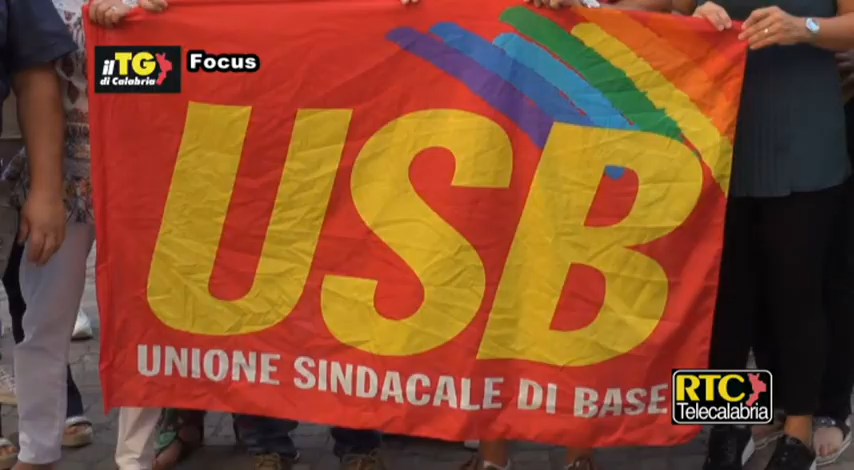 il TG
di Calabria
Focus
USB
UNIONE SINDACALE DI BASE
RTC
Telecalabria